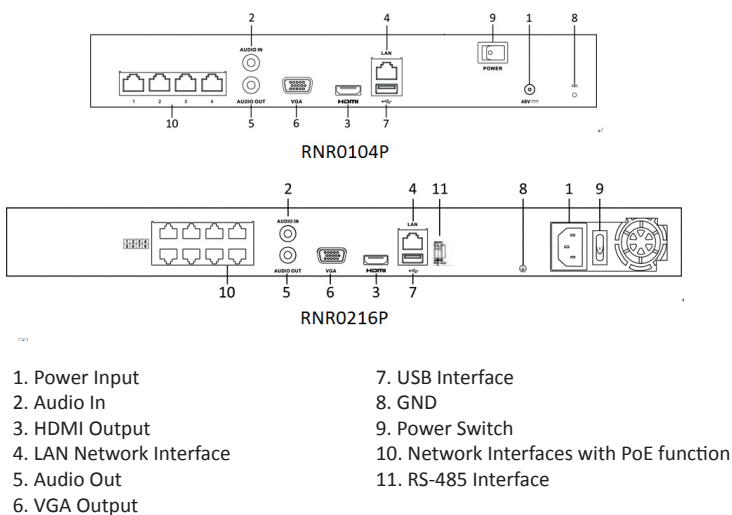 2 4 9 1 8
AUDIO IN LAN
POWER
1 2 3 4 AUDIO OUT VGA HDMI 48V
10 5 6 3 7
RNR0104P
2 4 11 8 1 9
AUDIO IN LAN
AUDIO OUT VGA HDMI
10 5 6 3 7
RNR0216P
1. Power Input
2. Audio In
3. HDMI Output
4. LAN Network Interface
5. Audio Out
6. VGA Output
7. USB Interface
8. GND
9. Power Switch
10. Network Interfaces with PoE function
11. RS-485 Interface